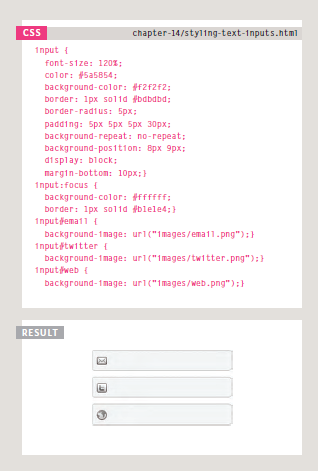 CSS
chapter-14/styling-text-inputs.html
input {
font-size: 120%;
color: #5a5854;
background-color: #f2f2f2;
border: 1px solid #bdbdbd;
border-radius: 5px;
padding: 5px 5px 5px 30px;
background-repeat: no-repeat;
background-position: 8px 9px;
display: block;
margin-bottom: 10px;}
input:focus {
background-color: #ffffff;
border: 1px solid #b1e1e4;}
input#email {
background-image: url("images/email.png");}
input#twitter {
background-image: url("images/twitter.png");}
input#web {
background-image: url("images/web.png");}
RESULT